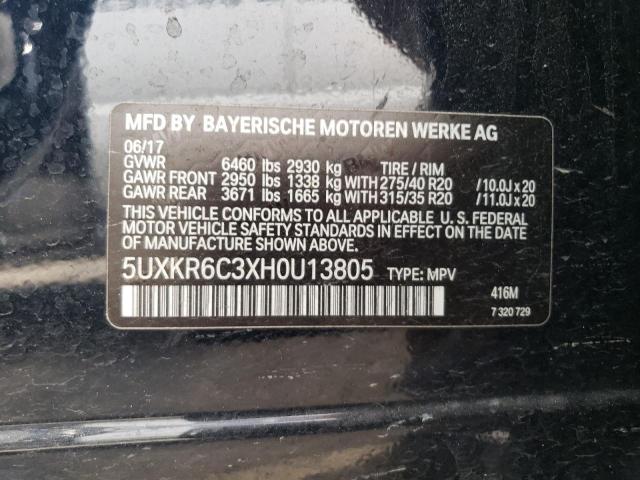 MFD BY BAYERISCHE MOTOREN WERKE AG
06/17
GVWR 6460 lbs 2930 kg TIRE / RIM
GAWR FRONT 2950 lbs 1338 kg WITH 275/40 R20 /10.0J x 20
GAWR REAR 3671 lbs 1665 kg WITH 315/35 R20 /11.0J x 20
THIS VEHICLE CONFORMS TO ALL APPLICABLE U. S. FEDERAL
MOTOR VEHICLE SAFETY STANDARDS IN EFFECT ON THE DATE OF
MANUFACTURE SHOWN ABOVE.
5UXKR6C3XH0U13805 TYPE: MPV
416M
7 320 729